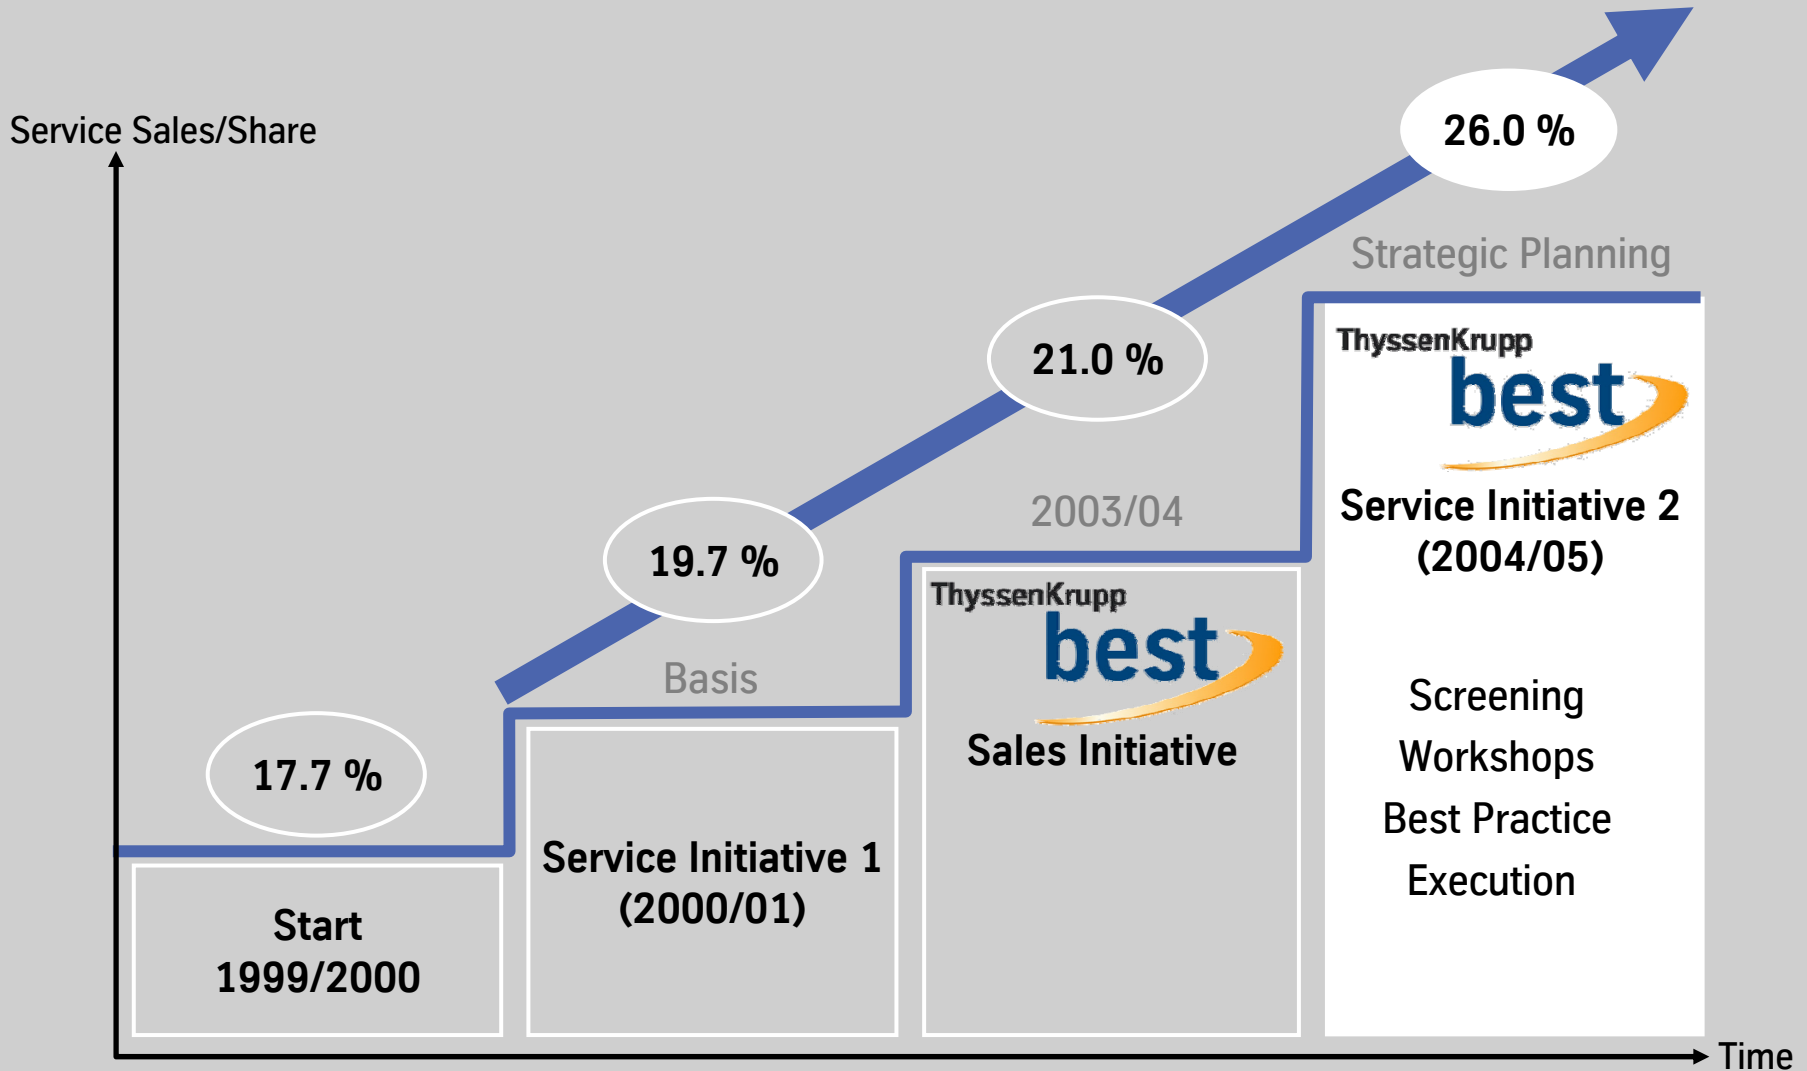 Service Sales/Share
26.0 %
Strategic Planning
21.0 %
2003/04
19.7 %
Basis
17.7 %
Start
1999/2000
Service Initiative 1
(2000/01)
ThyssenKrupp
best
Sales Initiative
ThyssenKrupp
best
Service Initiative 2
(2004/05)
Screening
Workshops
Best Practice
Execution
Time